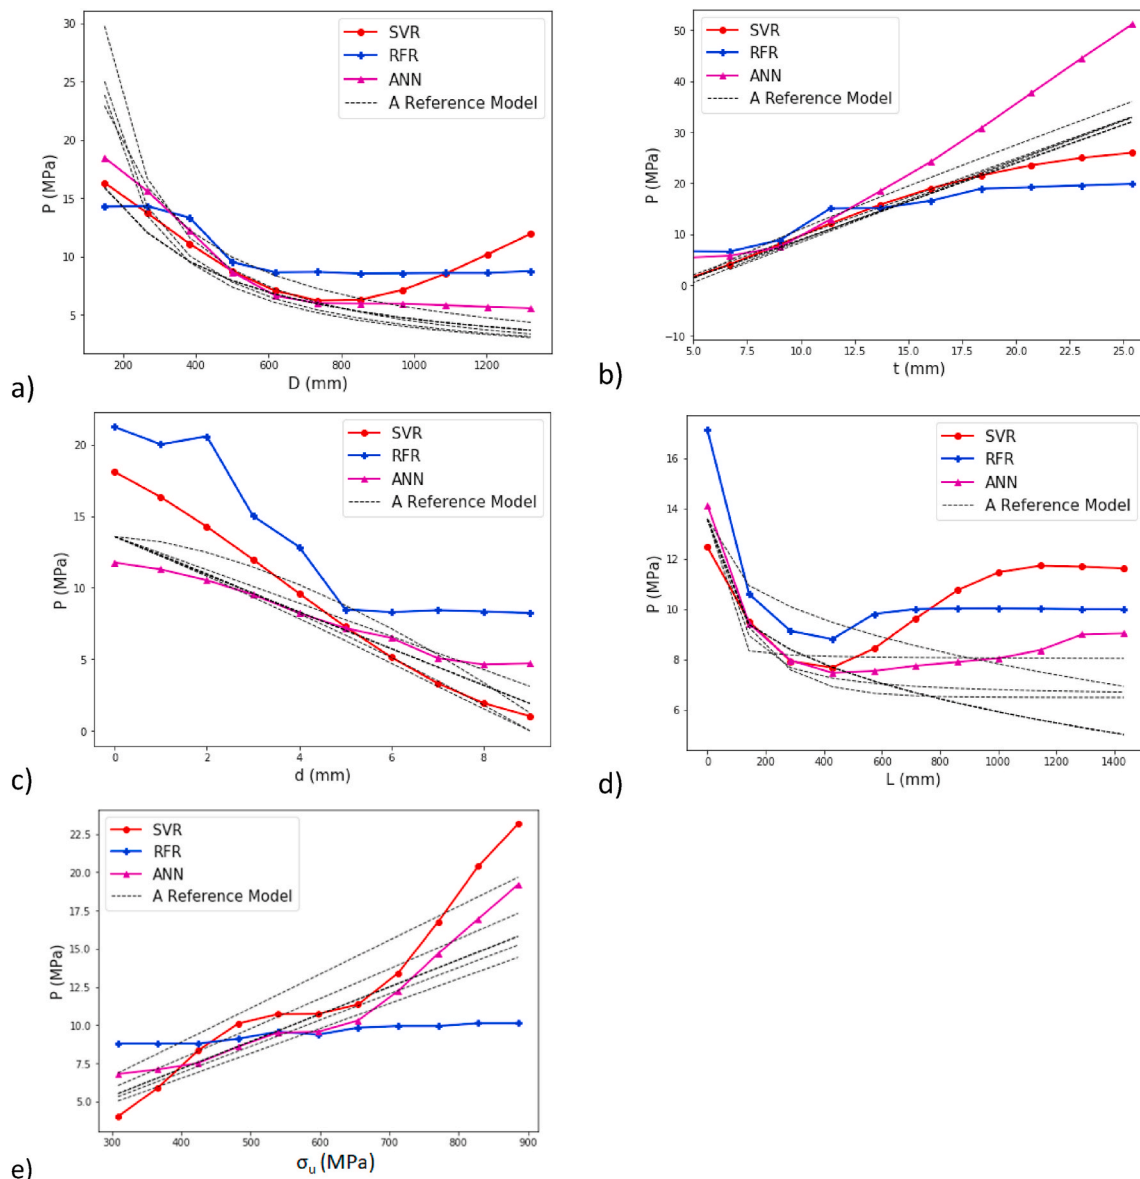 30
25
20
15
10
5
P (MPa)
SVR
RFR
ANN
A Reference Model
200 400 600 800 1000 1200
D (mm)
a)
50
40
30
20
10
0
−10
P (MPa)
SVR
RFR
ANN
A Reference Model
5.0 7.5 10.0 12.5 15.0 17.5 20.0 22.5 25.0
t (mm)
b)
20
15
10
5
0
P (MPa)
SVR
RFR
ANN
A Reference Model
0 2 4 6 8
d (mm)
c)
16
14
12
10
8
6
P (MPa)
SVR
RFR
ANN
A Reference Model
0 200 400 600 800 1000 1200 1400
L (mm)
d)
22.5
20.0
17.5
15.0
12.5
10.0
7.5
5.0
P (MPa)
SVR
RFR
ANN
A Reference Model
300 400 500 600 700 800 900
σu (MPa)
e)